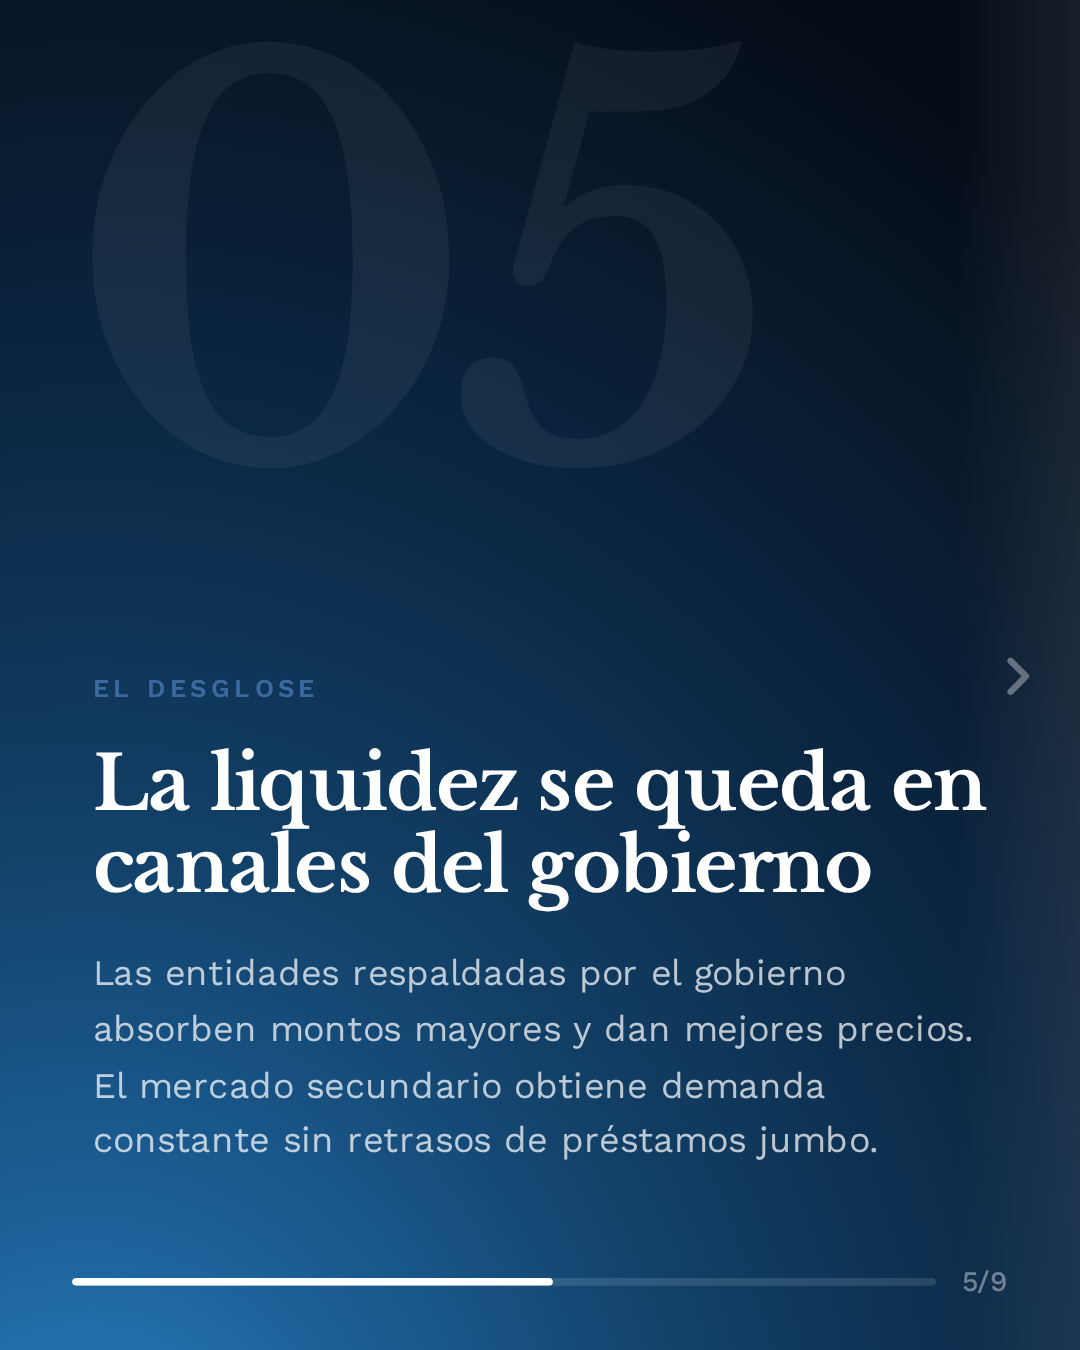 05
EL DESGLOSE
La liquidez se queda en
canales del gobierno
Las entidades respaldadas por el gobierno
absorben montos mayores y dan mejores precios.
El mercado secundario obtiene demanda
constante sin retrasos de préstamos jumbo.
5/9